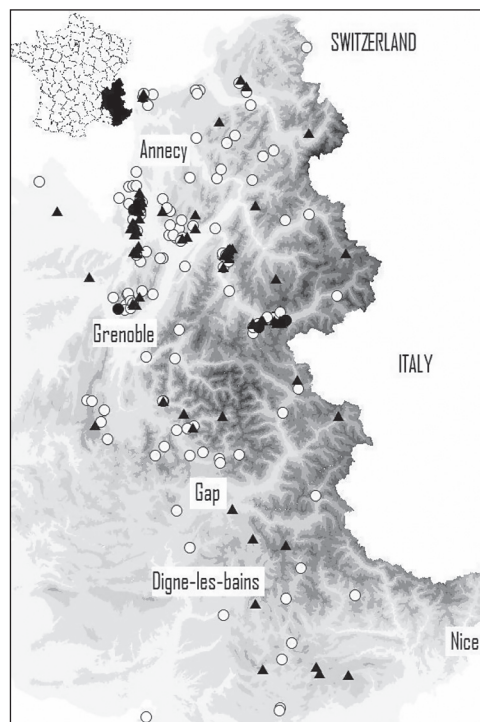 SWITZERLAND
Annecy
Grenoble
ITALY
Gap
Digne-les-bains
Nice